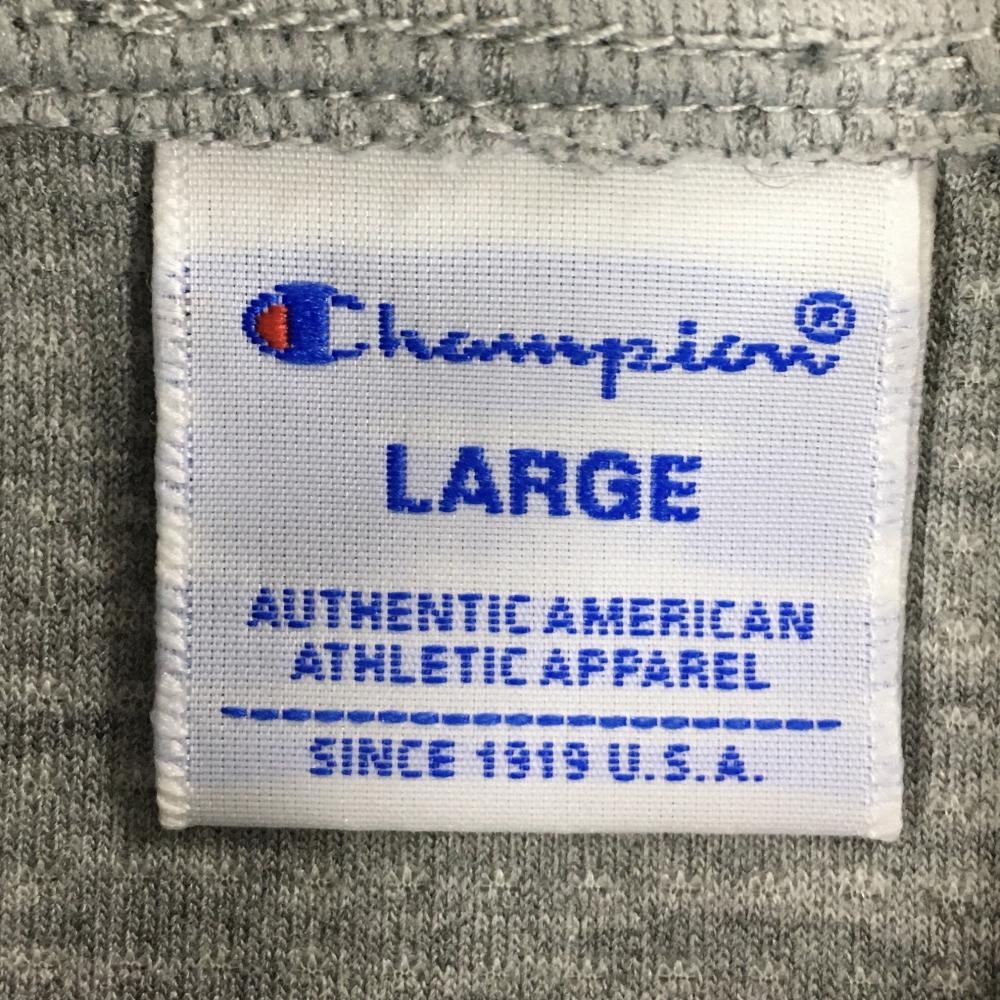 Champion®
LARGE
AUTHENTIC AMERICAN
ATHLETIC APPAREL
SINCE 1919 U.S.A.